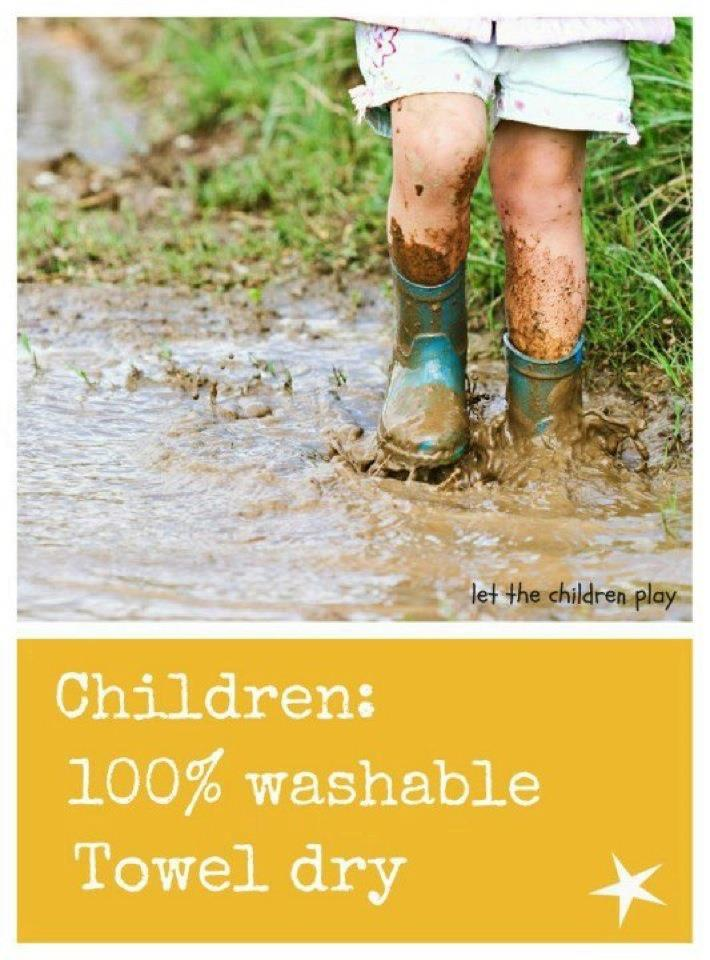 let the children play
Children:
100% washable
Towel dry